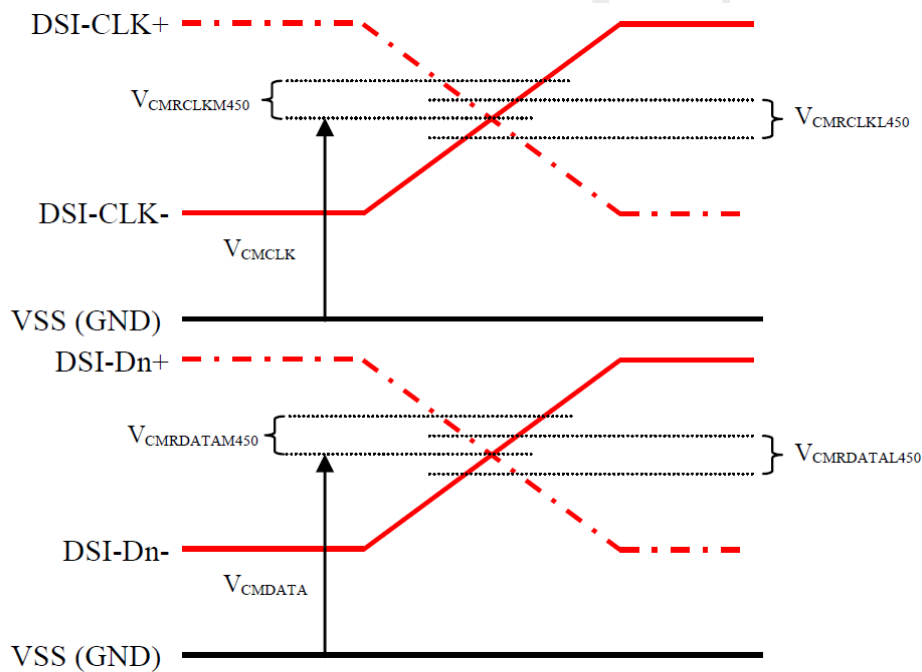 DSI-CLK+
VCMRCLKM450
VCMRCLKL450
DSI-CLK-
VCMCLK
VSS (GND)
DSI-Dn+
VCMRDATAM450
VCMRDATAL450
DSI-Dn-
VCMDATA
VSS (GND)